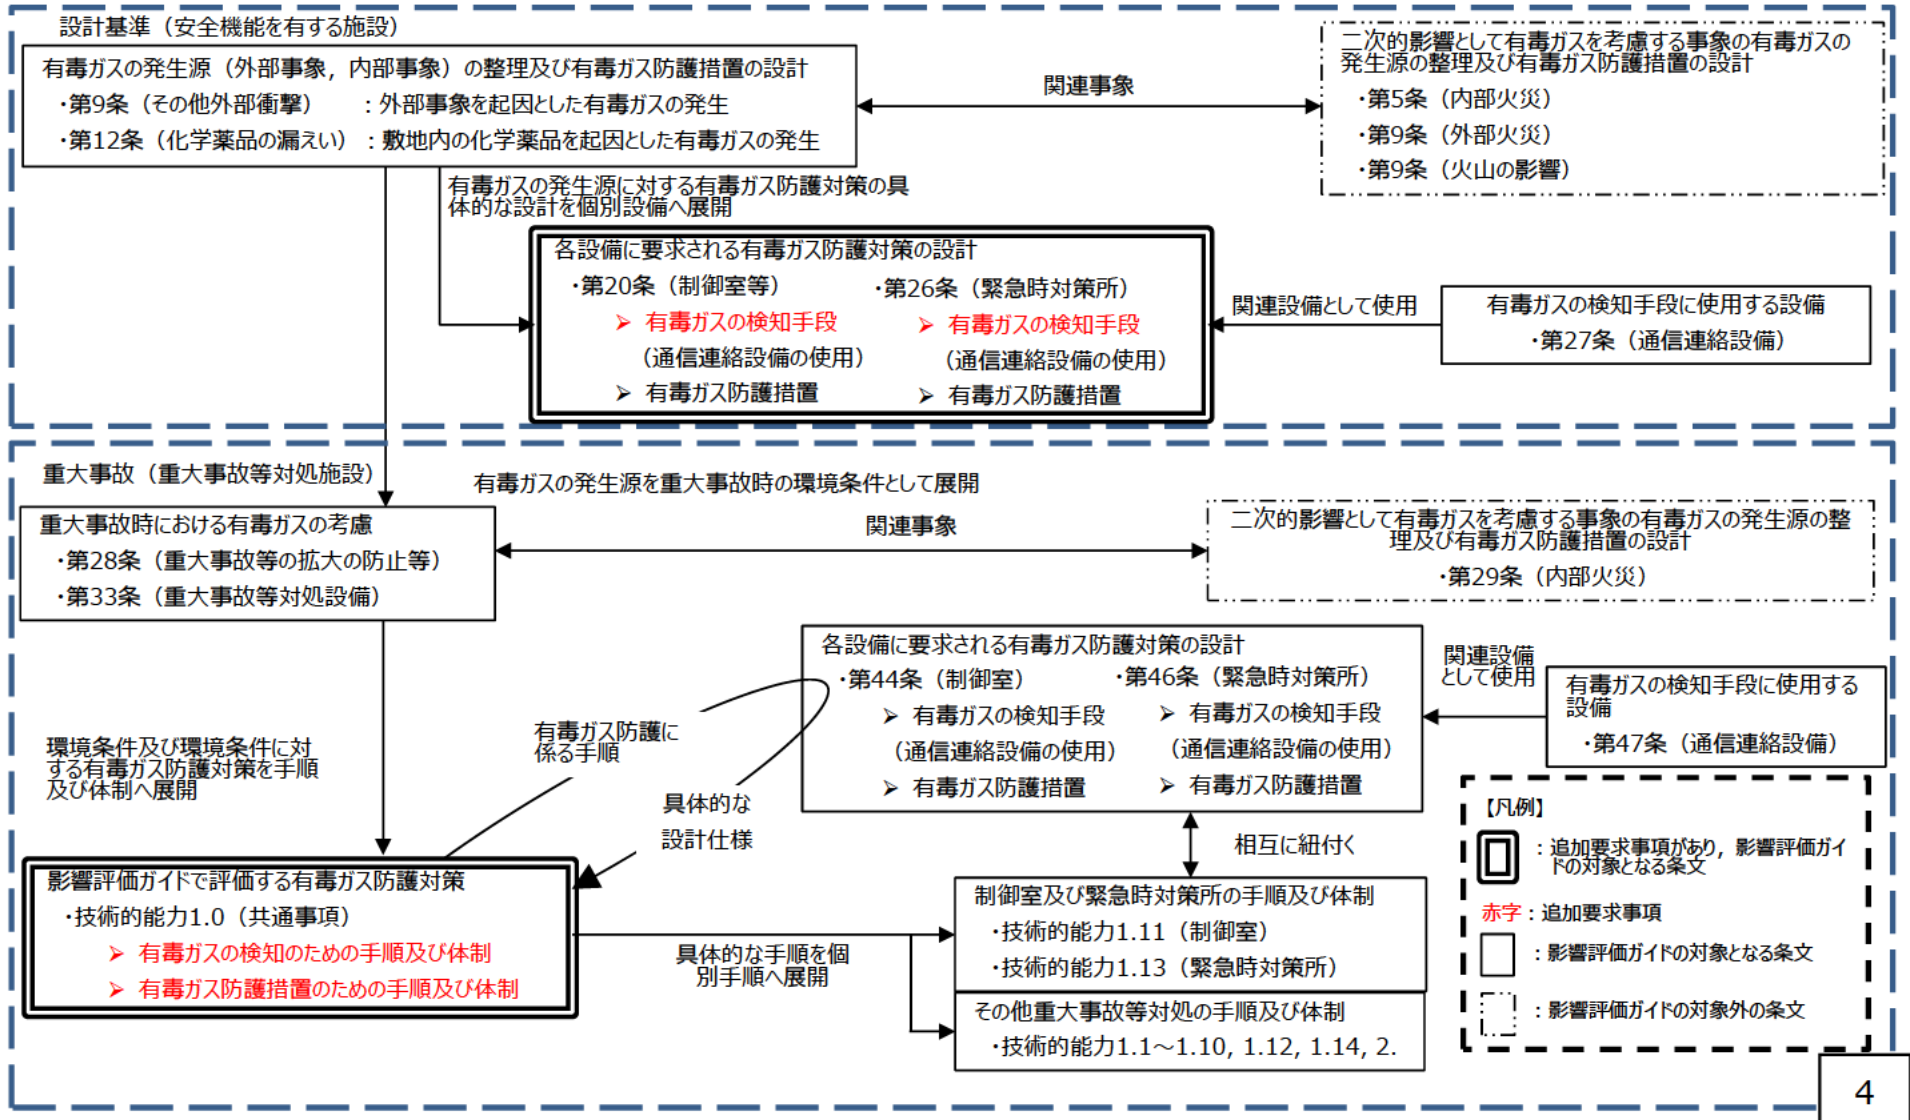 設計基準（安全機能を有する施設）
有毒ガスの発生源（外部事象，内部事象）の整理及び有毒ガス防護措置の設計
・第9条（その他外部衝撃）　　：外部事象を起因とした有毒ガスの発生
・第12条（化学薬品の漏えい）：敷地内の化学薬品を起因とした有毒ガスの発生
関連事象
二次的影響として有毒ガスを考慮する事象の有毒ガスの
発生源の整理及び有毒ガス防護措置の設計
・第5条（内部火災）
・第9条（外部火災）
・第9条（火山の影響）
有毒ガスの発生源に対する有毒ガス防護対策の具
体的な設計を個別設備へ展開
各設備に要求される有毒ガス防護対策の設計
・第20条（制御室等）
➢ 有毒ガスの検知手段
（通信連絡設備の使用）
➢ 有毒ガス防護措置
・第26条（緊急時対策所）
➢ 有毒ガスの検知手段
（通信連絡設備の使用）
➢ 有毒ガス防護措置
関連設備として使用
有毒ガスの検知手段に使用する設備
・第27条（通信連絡設備）
重大事故（重大事故等対処施設）
有毒ガスの発生源を重大事故時の環境条件として展開
重大事故時における有毒ガスの考慮
・第28条（重大事故等の拡大の防止等）
・第33条（重大事故等対処設備）
関連事象
二次的影響として有毒ガスを考慮する事象の有毒ガスの発生源の整
理及び有毒ガス防護措置の設計
・第29条（内部火災）
各設備に要求される有毒ガス防護対策の設計
・第44条（制御室）
➢ 有毒ガスの検知手段
（通信連絡設備の使用）
➢ 有毒ガス防護措置
・第46条（緊急時対策所）
➢ 有毒ガスの検知手段
（通信連絡設備の使用）
➢ 有毒ガス防護措置
関連設備
として使用
有毒ガスの検知手段に使用する
設備
・第47条（通信連絡設備）
環境条件及び環境条件に対
する有毒ガス防護対策を手順
及び体制へ展開
有毒ガス防護に
係る手順
具体的な
設計仕様
相互に紐付く
影響評価ガイドで評価する有毒ガス防護対策
・技術的能力1.0（共通事項）
➢ 有毒ガスの検知のための手順及び体制
➢ 有毒ガス防護措置のための手順及び体制
具体的な手順を個
別手順へ展開
制御室及び緊急時対策所の手順及び体制
・技術的能力1.11（制御室）
・技術的能力1.13（緊急時対策所）
その他重大事故等対処の手順及び体制
・技術的能力1.1～1.10, 1.12, 1.14, 2.
【凡例】
：追加要求事項があり，影響評価ガイ
ドの対象となる条文
赤字：追加要求事項
：影響評価ガイドの対象となる条文
：影響評価ガイドの対象外の条文
4